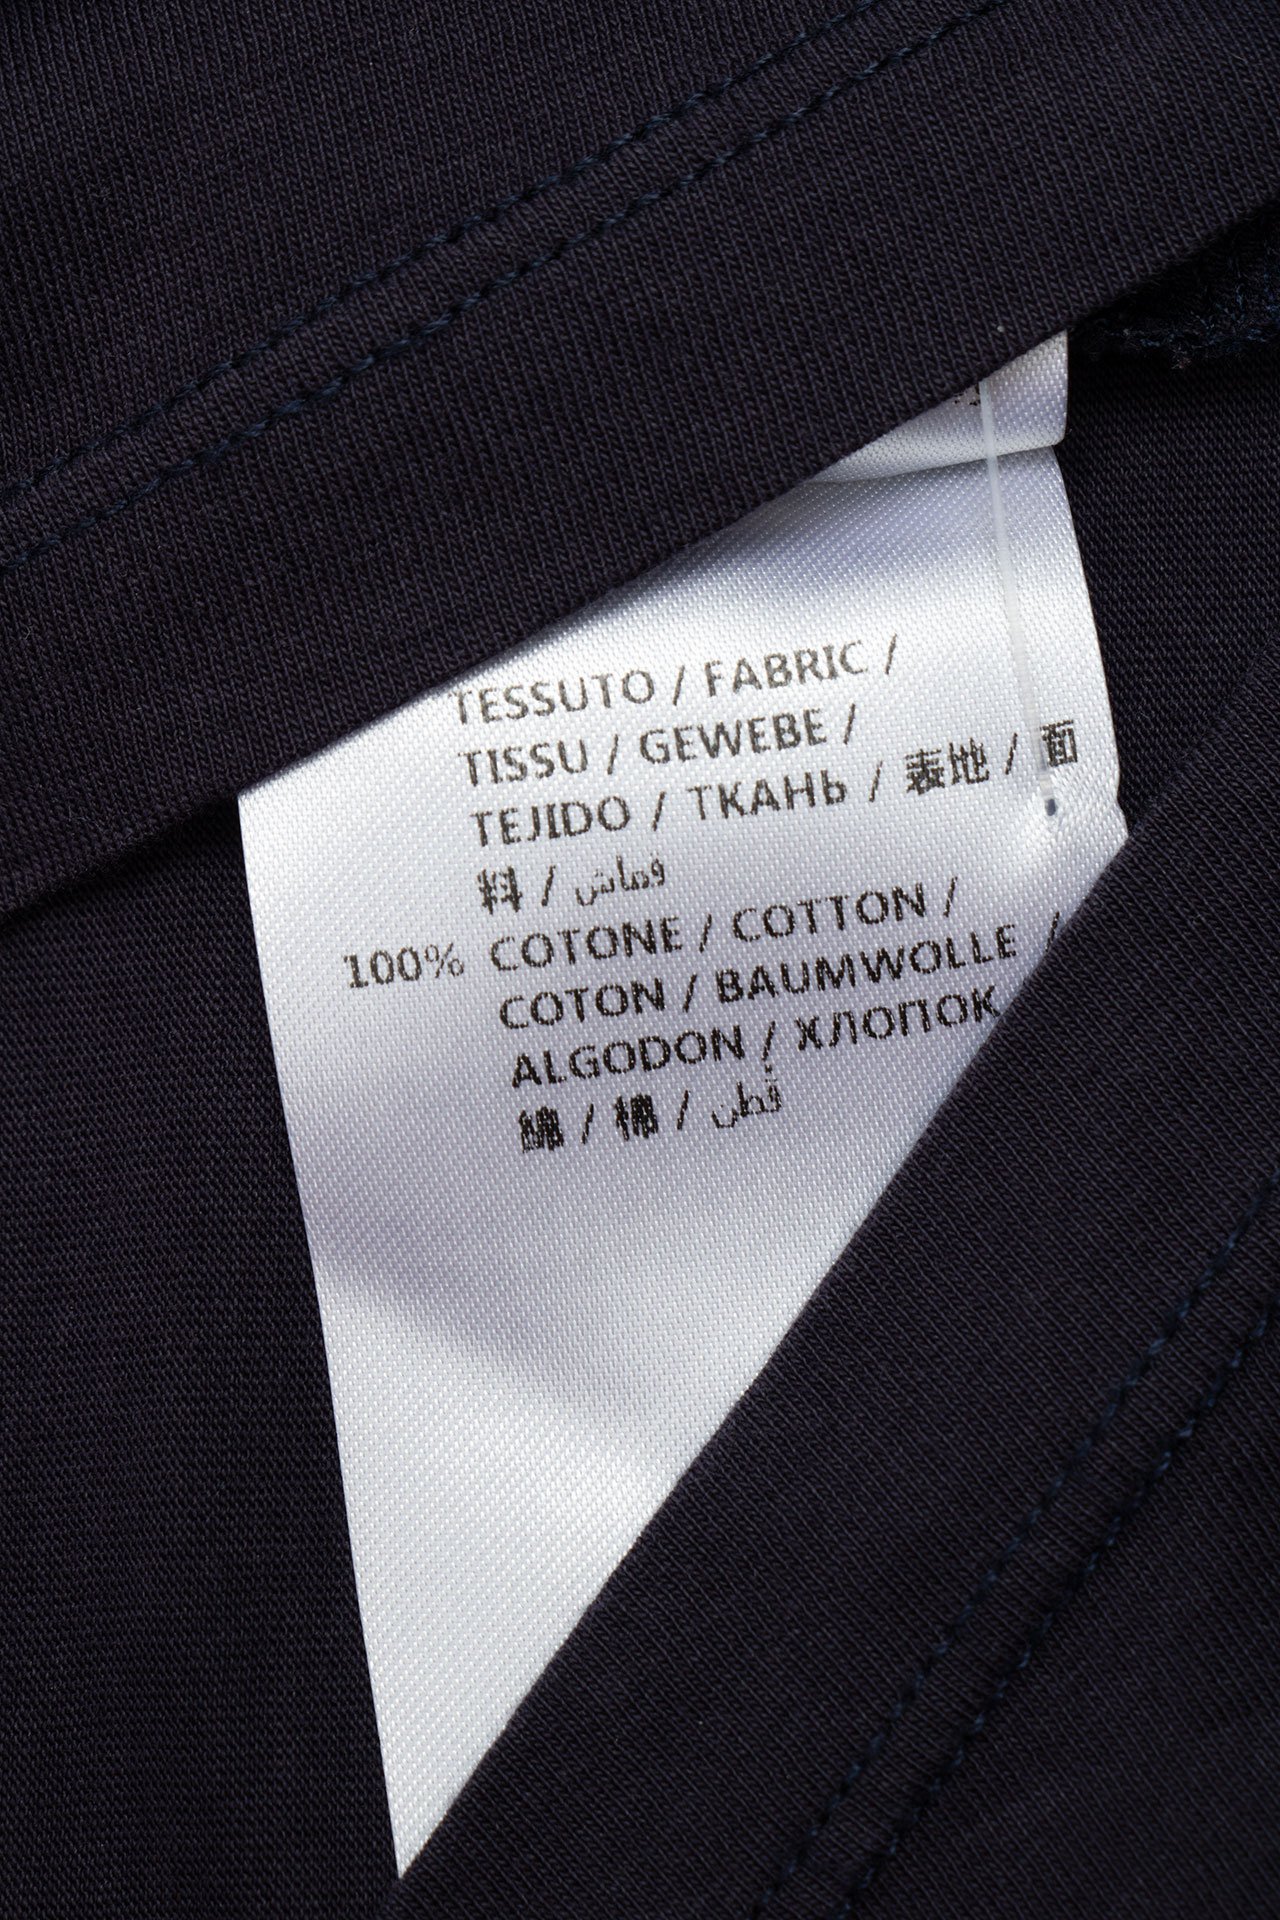 TESSUTO / FABRIC /
TISSU / GEWEBE /
TEJIDO / ТКАНЬ / 表地 / 面
料 / قماش
100% COTONE / COTTON /
COTON / BAUMWOLLE /
ALGODON / ХЛОПОК
綿 / 棉 / قطن